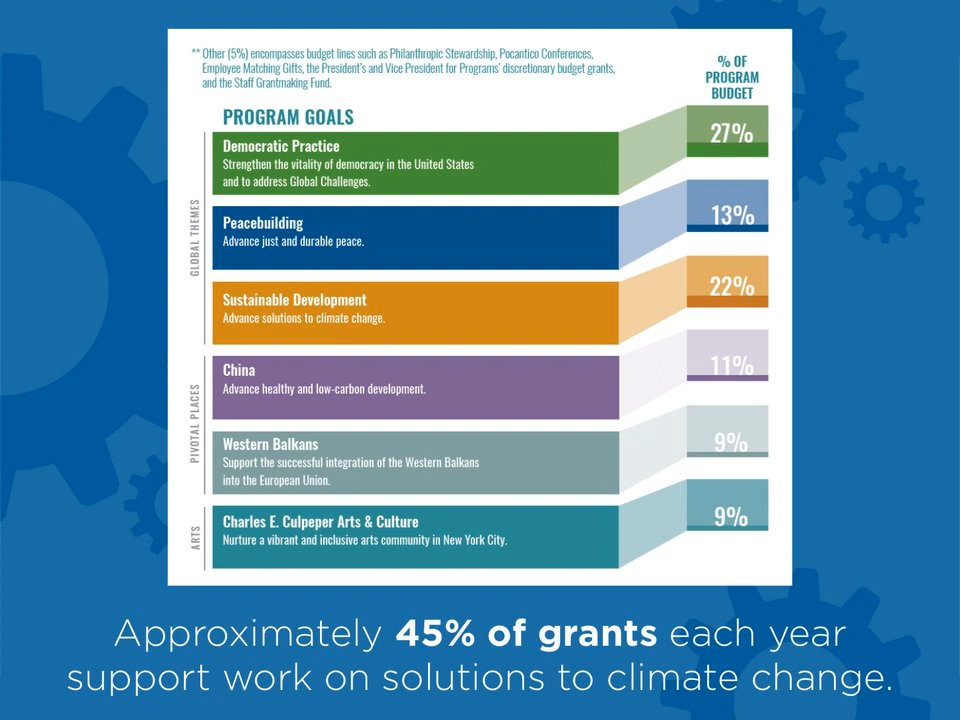 ** Other (5%) encompasses budget lines such as Philanthropic Stewardship, Pocantico Conferences,
Employee Matching Gifts, the President's and Vice President for Programs' discretionary budget grants,
and the Staff Grantmaking Fund.
% OF
PROGRAM
BUDGET
PROGRAM GOALS
GLOBAL THEMES
Democratic Practice
Strengthen the vitality of democracy in the United States
and to address Global Challenges.
27%
Peacebuilding
Advance just and durable peace.
13%
Sustainable Development
Advance solutions to climate change.
22%
PIVOTAL PLACES
China
Advance healthy and low-carbon development.
11%
Western Balkans
Support the successful integration of the Western Balkans
into the European Union.
9%
ARTS
Charles E. Culpeper Arts & Culture
Nurture a vibrant and inclusive arts community in New York City.
9%
Approximately 45% of grants each year
support work on solutions to climate change.